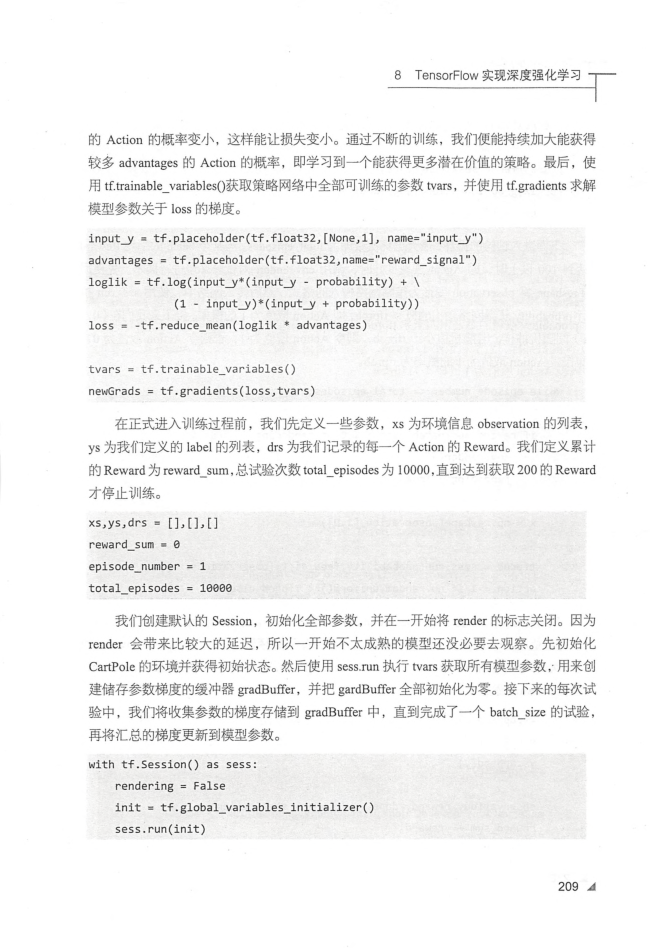 8 TensorFlow 实现深度强化学习
的 Action 的概率变小，这样能让损失变小。通过不断的训练，我们便能持续加大能获得
较多 advantages 的 Action 的概率，即学习到一个能获得更多潜在价值的策略。最后，使
用 tf.trainable_variables()获取策略网络中全部可训练的参数 tvars，并使用 tf.gradients 求解
模型参数关于 loss 的梯度。
input_y = tf.placeholder(tf.float32,[None,1], name="input_y")
advantages = tf.placeholder(tf.float32,name="reward_signal")
loglik = tf.log(input_y*(input_y - probability) + \
(1 - input_y)*(input_y + probability))
loss = -tf.reduce_mean(loglik * advantages)
tvars = tf.trainable_variables()
newGrads = tf.gradients(loss,tvars)
在正式进入训练过程前，我们先定义一些参数，xs 为环境信息 observation 的列表，
ys 为我们定义的 label 的列表，drs 为我们记录的每一个 Action 的 Reward。我们定义累计
的 Reward 为 reward_sum，总试验次数 total_episodes 为 10000，直到达到获取 200 的 Reward
才停止训练。
xs,ys,drs = [],[],[]
reward_sum = 0
episode_number = 1
total_episodes = 10000
我们创建默认的 Session，初始化全部参数，并在一开始将 render 的标志关闭。因为
render 会带来比较大的延迟，所以一开始不太成熟的模型还没必要去观察。先初始化
CartPole 的环境并获得初始状态。然后使用 sess.run 执行 tvars 获取所有模型参数，用来创
建储存参数梯度的缓冲器 gradBuffer，并把 gardBuffer 全部初始化为零。接下来的每次试
验中，我们将收集参数的梯度存储到 gradBuffer 中，直到完成了一个 batch_size 的试验，
再将汇总的梯度更新到模型参数。
with tf.Session() as sess:
rendering = False
init = tf.global_variables_initializer()
sess.run(init)
209